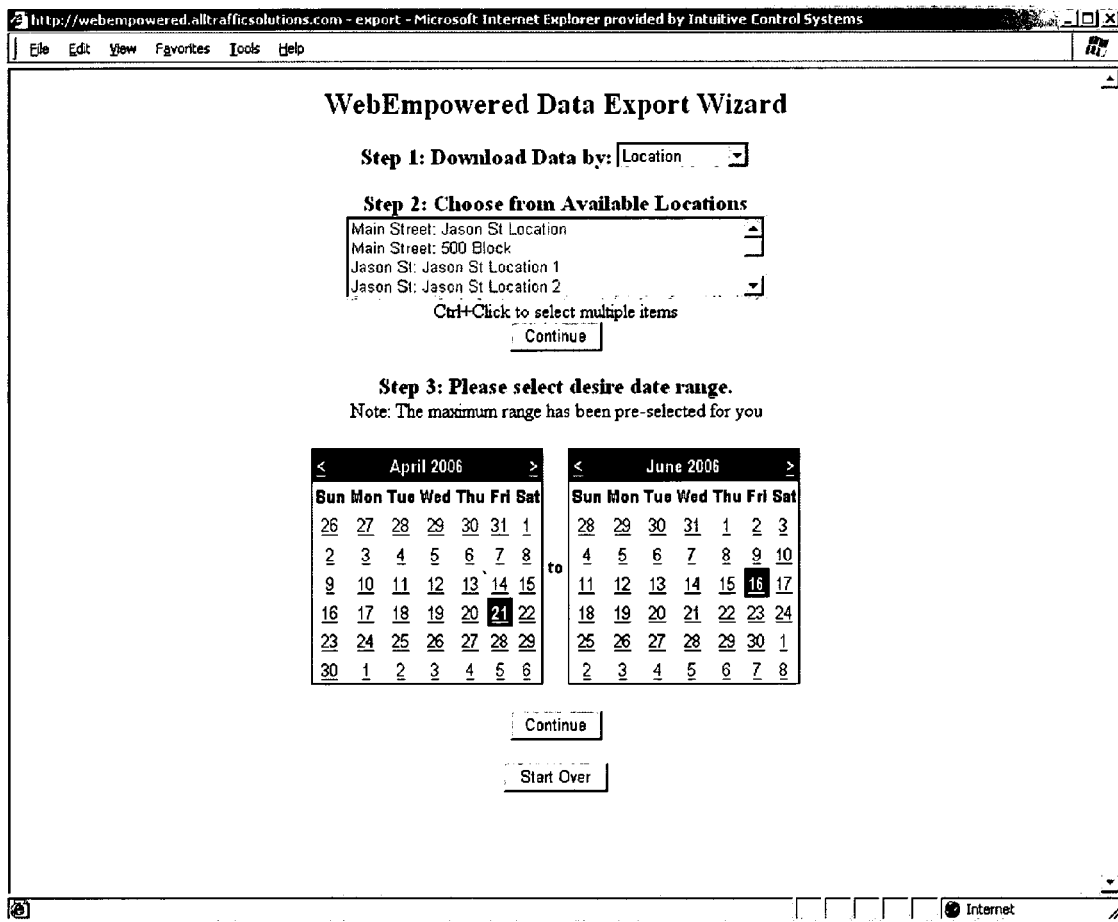 http://webempowered.alltrafficsolutions.com - export - Microsoft Internet Explorer provided by Intuitive Control Systems
File Edit View Favorites Tools Help
WebEmpowered Data Export Wizard
Step 1: Download Data by: Location
Step 2: Choose from Available Locations
Main Street: Jason St Location
Main Street: 500 Block
Jason St: Jason St Location 1
Jason St: Jason St Location 2
Ctrl+Click to select multiple items
Continue
Step 3: Please select desire date range.
Note: The maximum range has been pre-selected for you
< April 2006 >
Sun Mon Tue Wed Thu Fri Sat
26 27 28 29 30 31 1
2 3 4 5 6 7 8
9 10 11 12 13 14 15
16 17 18 19 20 21 22
23 24 25 26 27 28 29
30 1 2 3 4 5 6
to
< June 2006 >
Sun Mon Tue Wed Thu Fri Sat
28 29 30 31 1 2 3
4 5 6 7 8 9 10
11 12 13 14 15 16 17
18 19 20 21 22 23 24
25 26 27 28 29 30 1
2 3 4 5 6 7 8
Continue
Start Over
Internet